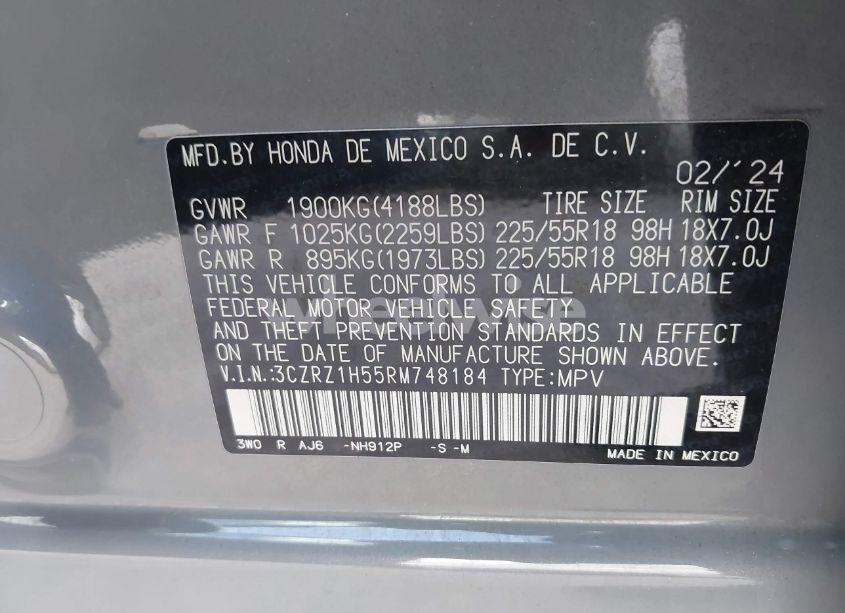 MFD.BY HONDA DE MEXICO S.A. DE C.V.
02/'24
GVWR 1900KG(4188LBS) TIRE SIZE RIM SIZE
GAWR F 1025KG(2259LBS) 225/55R18 98H 18X7.0J
GAWR R 895KG(1973LBS) 225/55R18 98H 18X7.0J
THIS VEHICLE CONFORMS TO ALL APPLICABLE
FEDERAL MOTOR VEHICLE SAFETY
AND THEFT PREVENTION STANDARDS IN EFFECT
ON THE DATE OF MANUFACTURE SHOWN ABOVE.
V.I.N.:3CZRZ1H55RM748184 TYPE:MPV
3W0 R AJ6 -NH912P -S -M
MADE IN MEXICO